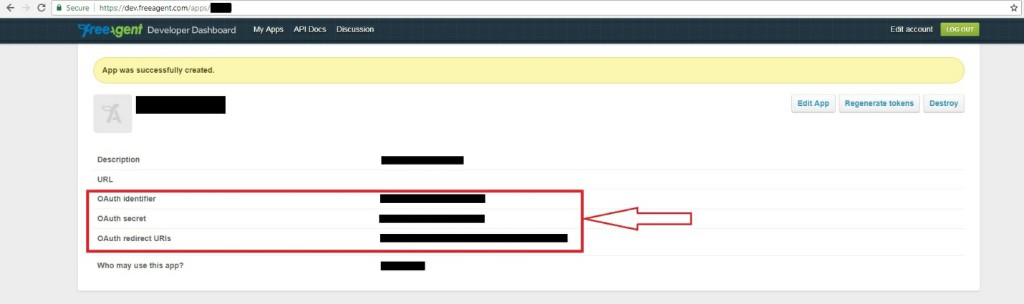 Secure https://dev.freeagent.com/apps/
freeagent Developer Dashboard My Apps API Docs Discussion Edit account LOG OUT
App was successfully created.
Edit App Regenerate tokens Destroy
Description
URL
OAuth identifier
OAuth secret
OAuth redirect URIs
Who may use this app?